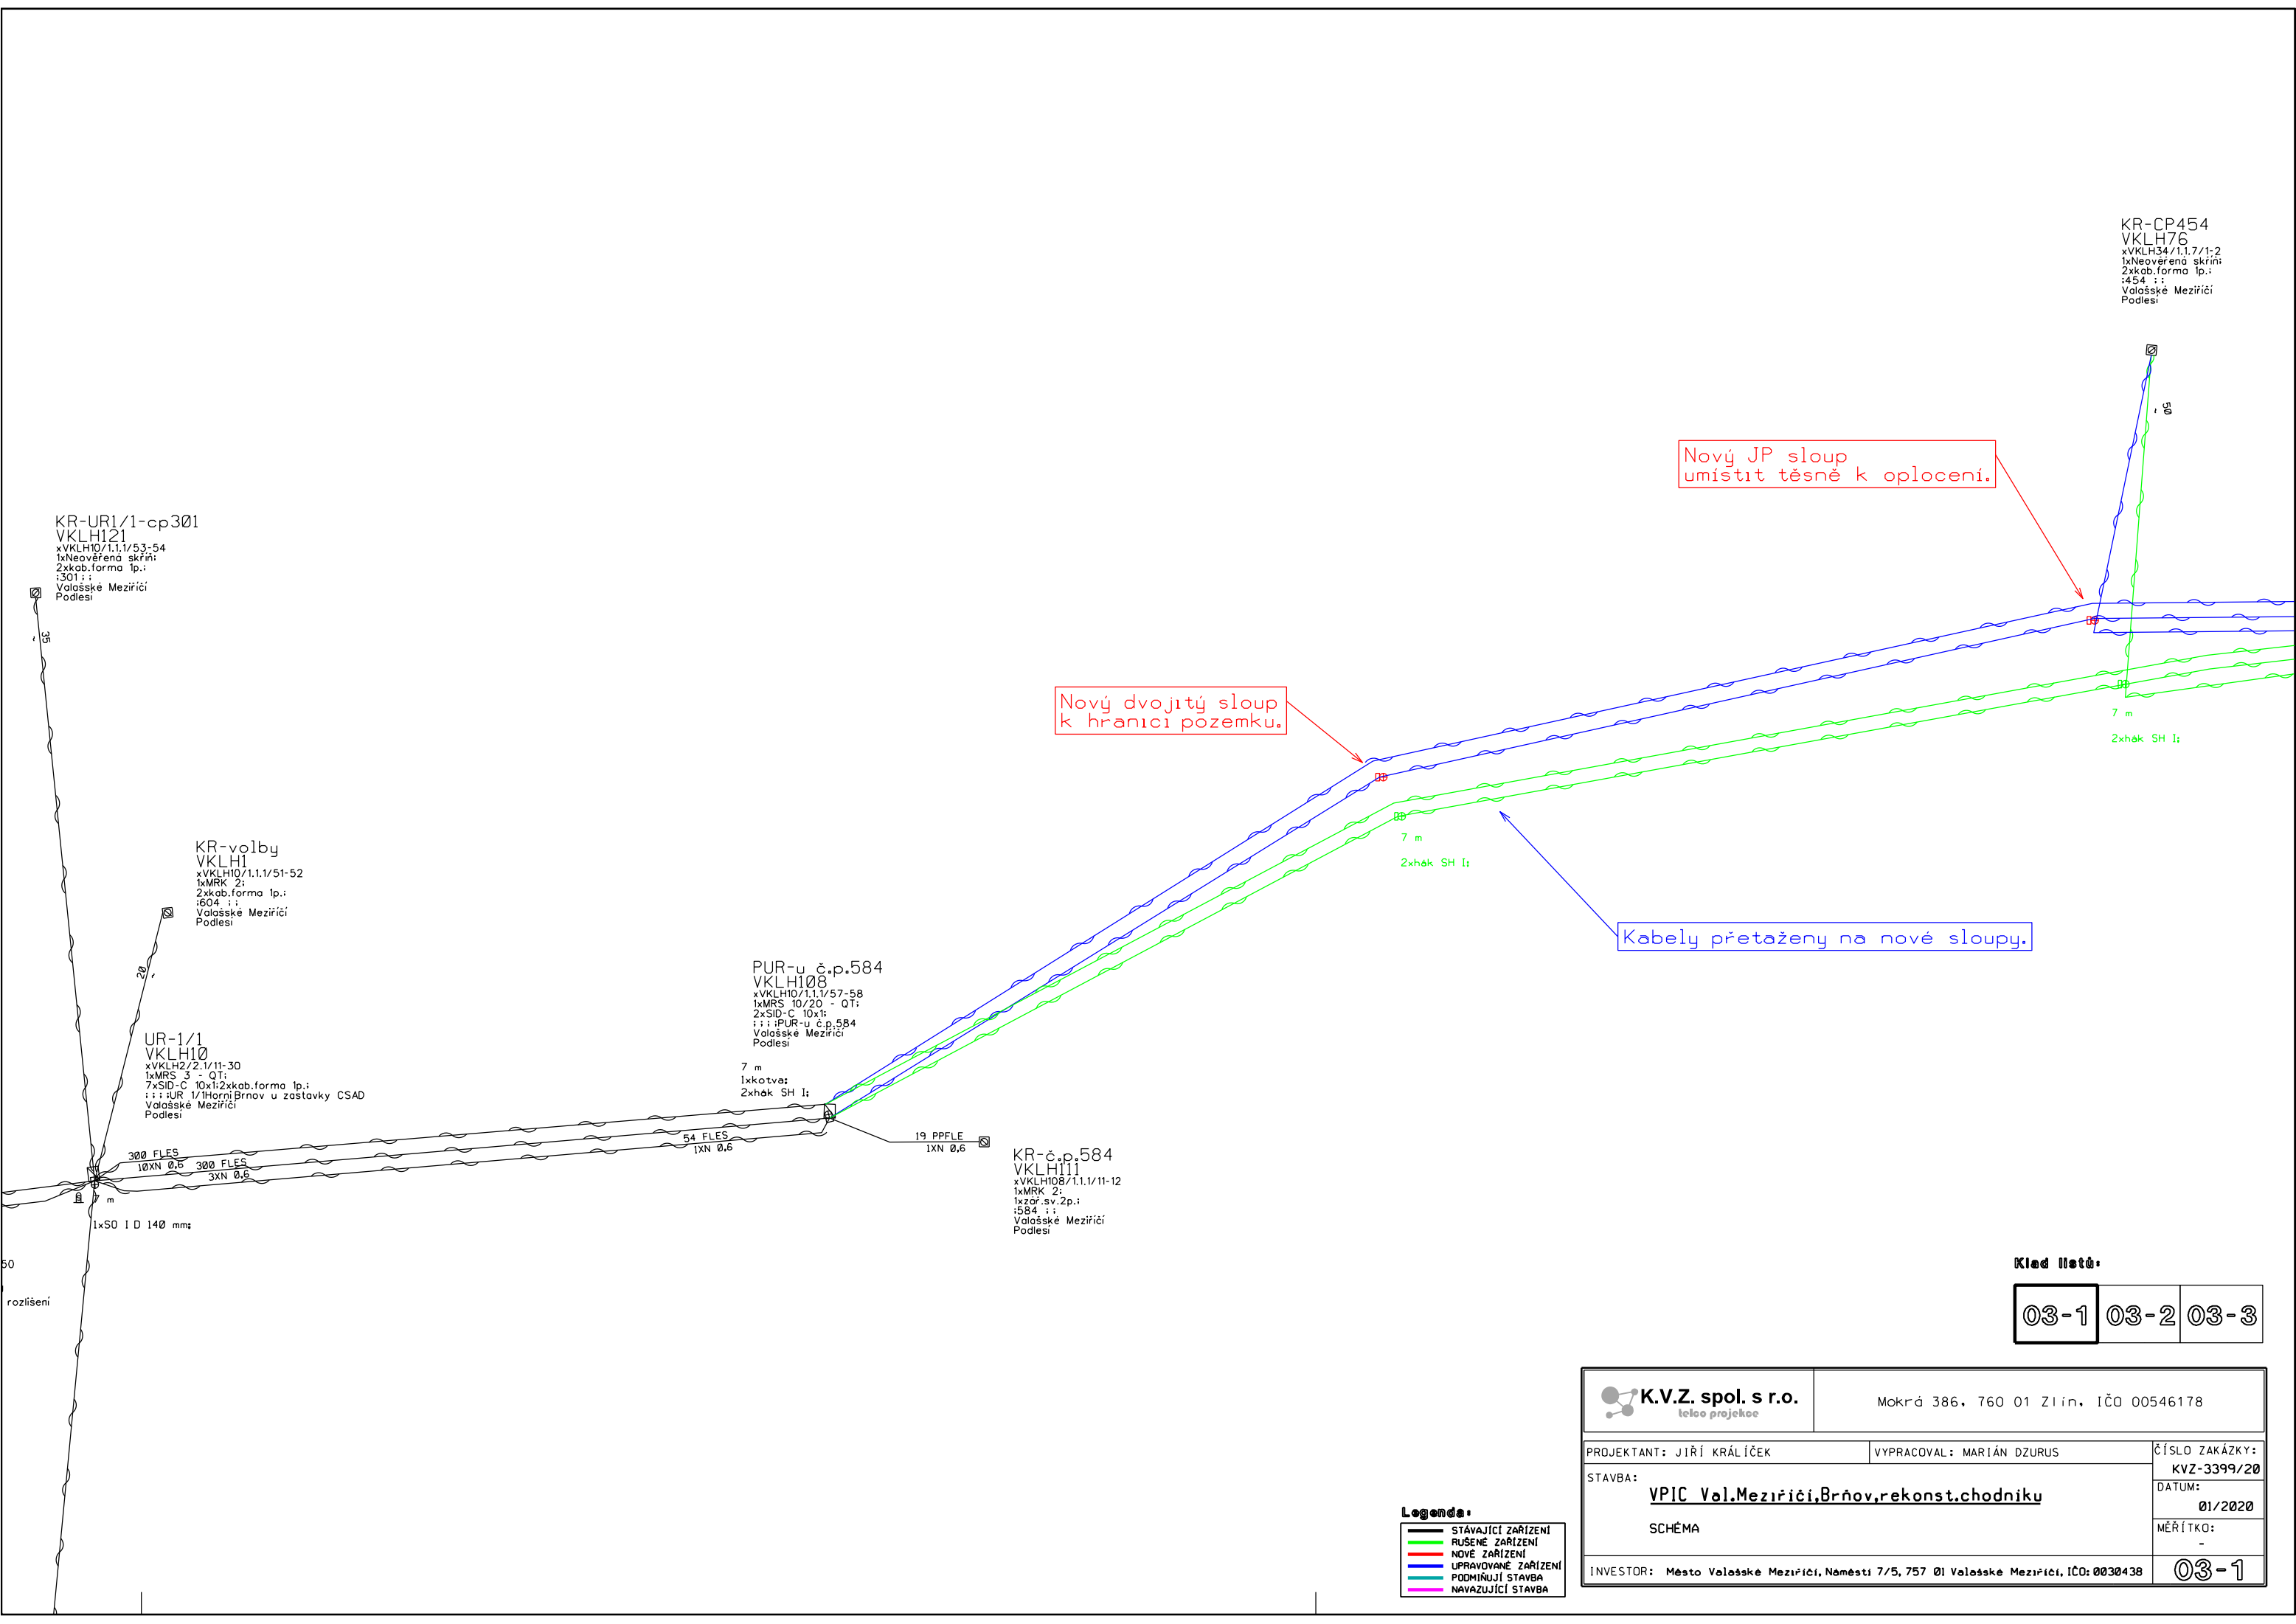 KR-CP454
VKLH76
xVKLH34/1.1.7/1-2
1xNeověřená skříň;
2xkab.forma 1p.;
;454 ; ;
Valašské Meziříčí
Podlesí
~ 50
Nový JP sloup
umístit těsně k oplocení.
KR-UR1/1-cp301
VKLH121
xVKLH10/1.1.1/53-54
1xNeověřená skříň;
2xkab.forma 1p.;
;301 ; ;
Valašské Meziříčí
Podlesí
~ 35
Nový dvojitý sloup
k hranici pozemku.
7 m
2xhák SH I;
7 m
2xhák SH I;
KR-volby
VKLH1
xVKLH10/1.1.1/51-52
1xMRK 2;
2xkab.forma 1p.;
;604 ; ;
Valašské Meziříčí
Podlesí
20 ~
Kabely přetaženy na nové sloupy.
PUR-u č.p.584
VKLH108
xVKLH10/1.1.1/57-58
1xMRS 10/20 - QT;
2xSID-C 10x1;
; ; ; ;PUR-u č.p.584
Valašské Meziříčí
Podlesí
7 m
1xkotva;
2xhák SH I;
UR-1/1
VKLH10
xVKLH2/2.1/11-30
1xMRS 3 - QT;
7xSID-C 10x1;2xkab.forma 1p.;
; ; ; ;UR 1/1Horní Brnov u zastavky CSAD
Valašské Meziříčí
Podlesí
54 FLES
1XN 0,6
19 PPFLE
1XN 0,6
300 FLES
10XN 0,6
300 FLES
3XN 0,6
7 m
1xSO I D 140 mm;
KR-č.p.584
VKLH111
xVKLH108/1.1.1/11-12
1xMRK 2;
1xzář.sv.2p.;
;584 ; ;
Valašské Meziříčí
Podlesí
50
rozlišení
Klad listů:
03-1 03-2 03-3
K.V.Z. spol. s r.o.
telco projekce
Mokrá 386, 760 01 Zlín, IČO 00546178
PROJEKTANT: JIŘÍ KRÁLÍČEK
VYPRACOVAL: MARIÁN DZURUS
ČÍSLO ZAKÁZKY:
KVZ-3399/20
STAVBA:
VPIC Val.Meziříčí,Brňov,rekonst.chodníku
SCHÉMA
DATUM:
01/2020
MĚŘÍTKO:
-
INVESTOR: Město Valašské Meziříčí, Náměstí 7/5, 757 01 Valašské Meziříčí, IČO: 0030438
03-1
Legenda:
STÁVAJÍCÍ ZAŘÍZENÍ
RUŠENÉ ZAŘÍZENÍ
NOVÉ ZAŘÍZENÍ
UPRAVOVANÉ ZAŘÍZENÍ
PODMIŇUJÍ STAVBA
NAVAZUJÍCÍ STAVBA